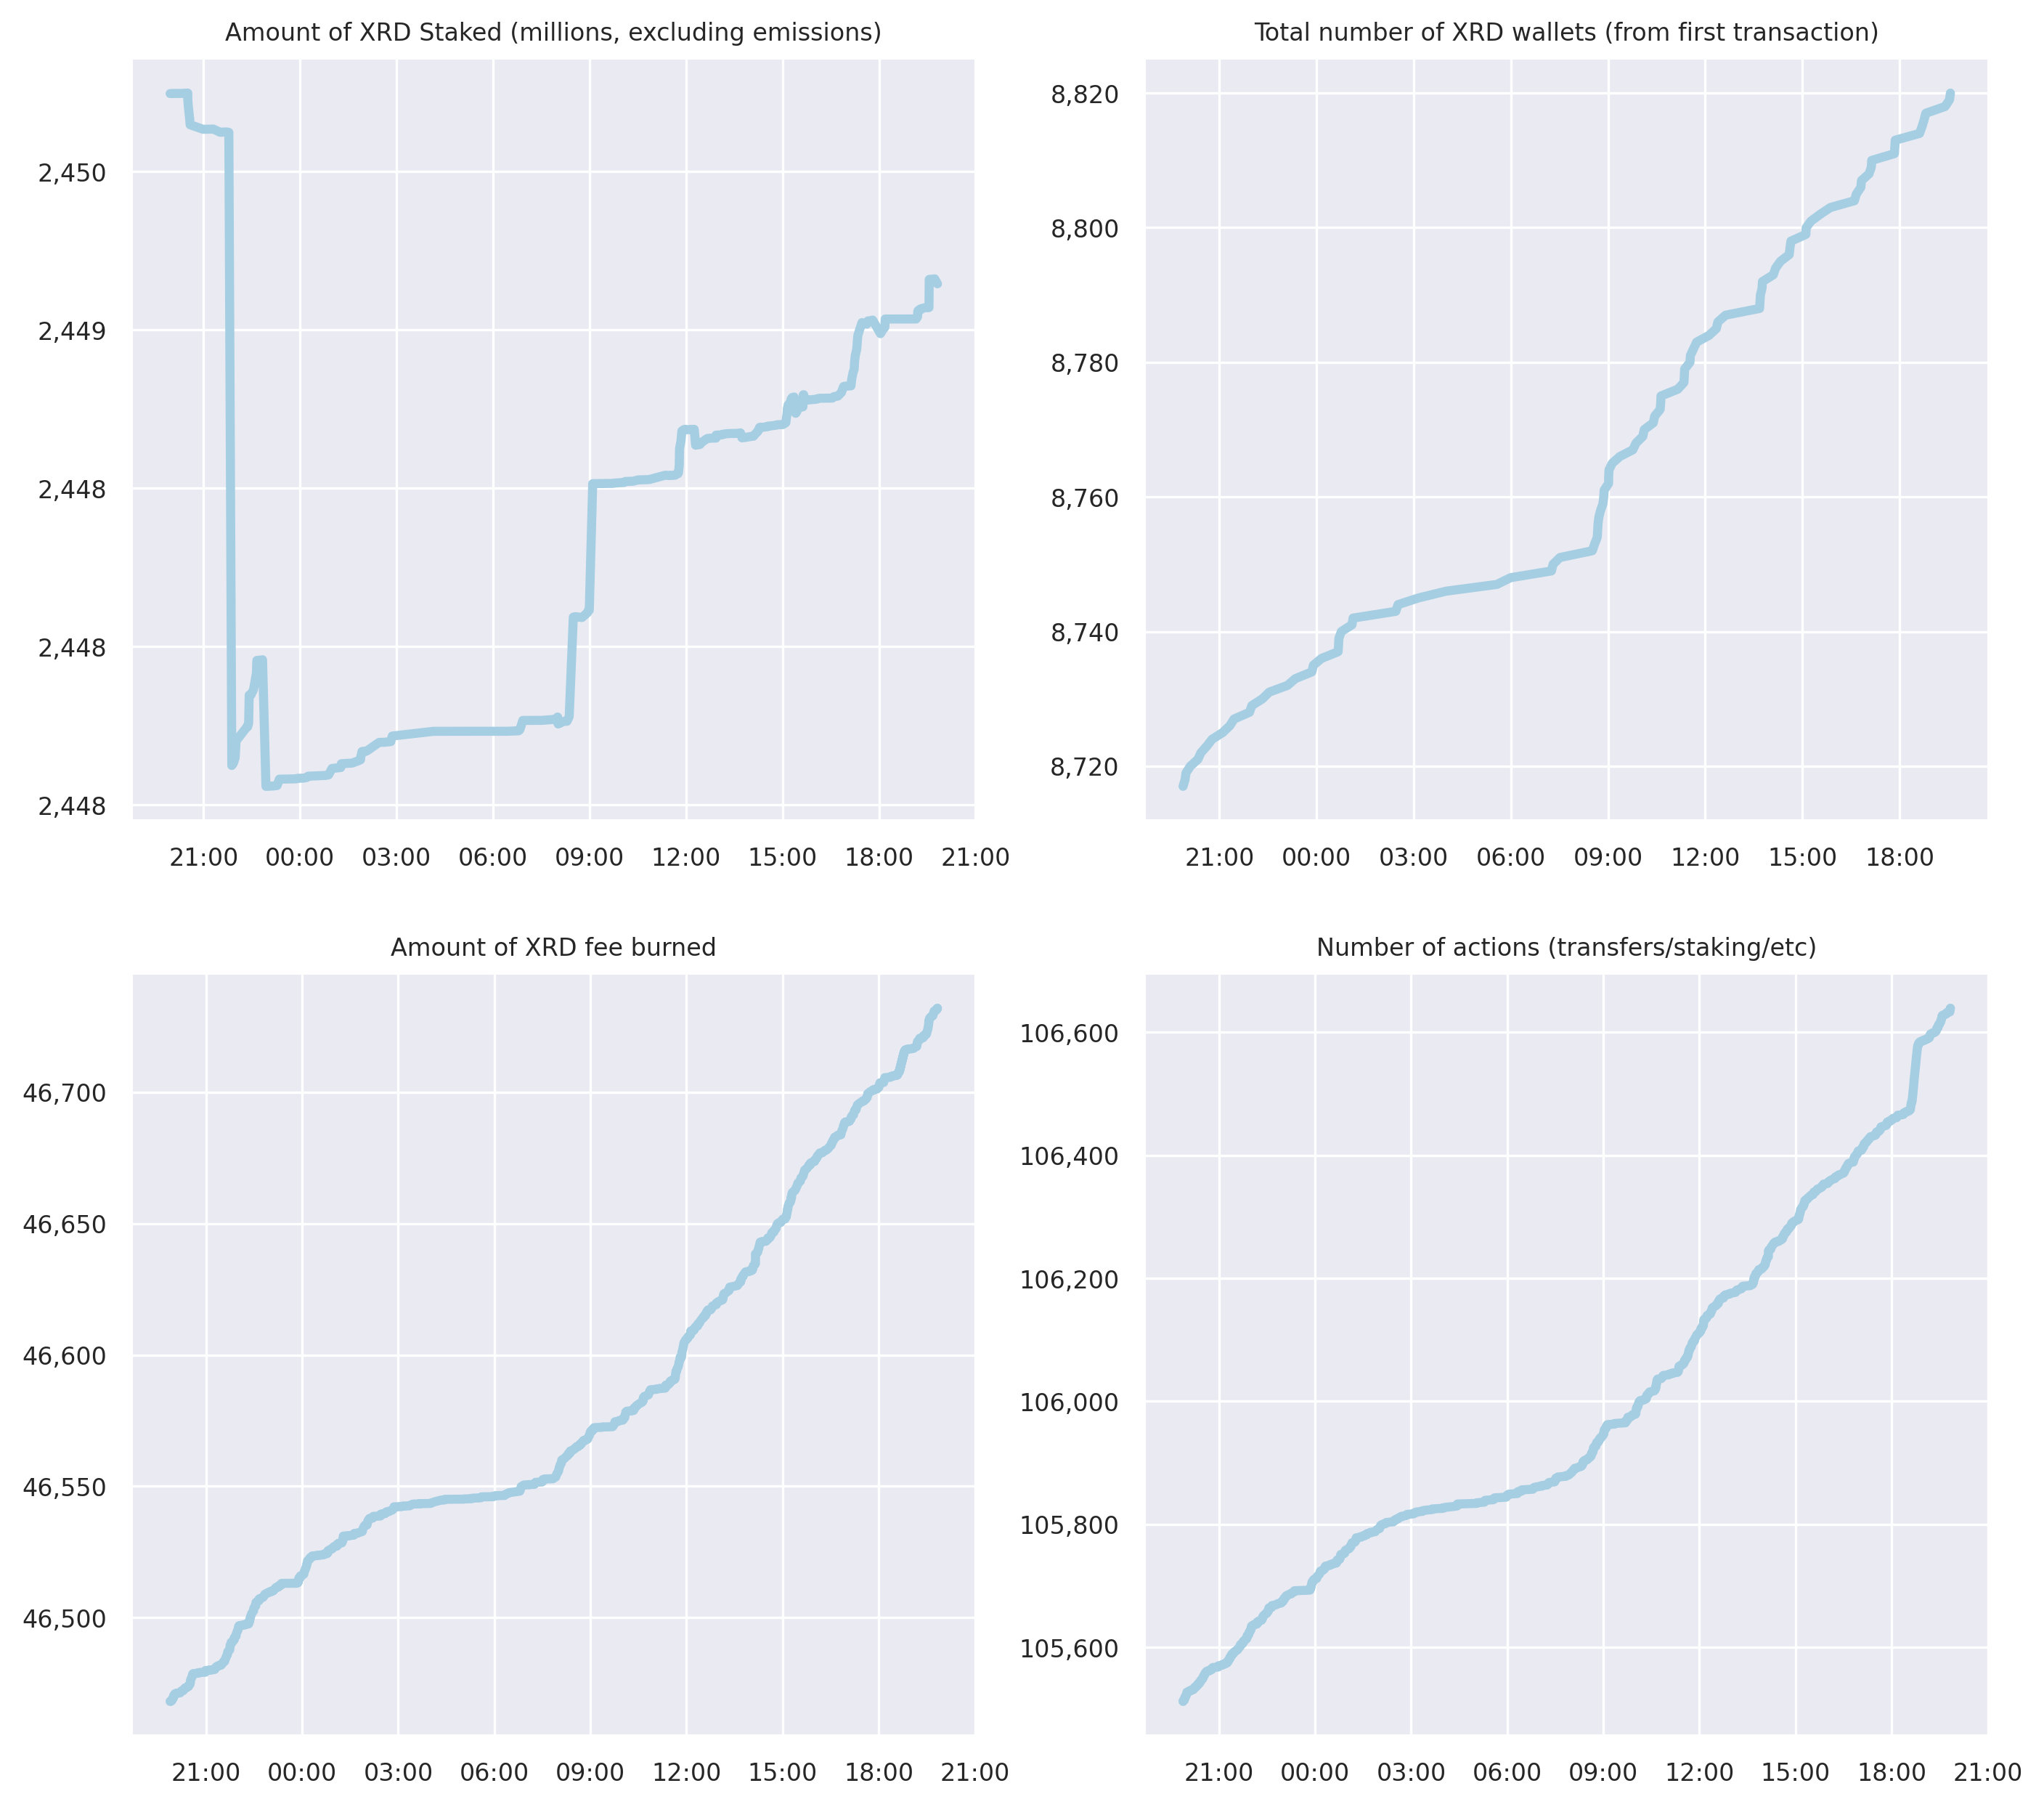 Amount of XRD Staked (millions, excluding emissions)
2,450
2,449
2,448
2,448
2,448
21:00 00:00 03:00 06:00 09:00 12:00 15:00 18:00 21:00
Total number of XRD wallets (from first transaction)
8,820
8,800
8,780
8,760
8,740
8,720
21:00 00:00 03:00 06:00 09:00 12:00 15:00 18:00
Amount of XRD fee burned
46,700
46,650
46,600
46,550
46,500
21:00 00:00 03:00 06:00 09:00 12:00 15:00 18:00 21:00
Number of actions (transfers/staking/etc)
106,600
106,400
106,200
106,000
105,800
105,600
21:00 00:00 03:00 06:00 09:00 12:00 15:00 18:00 21:00